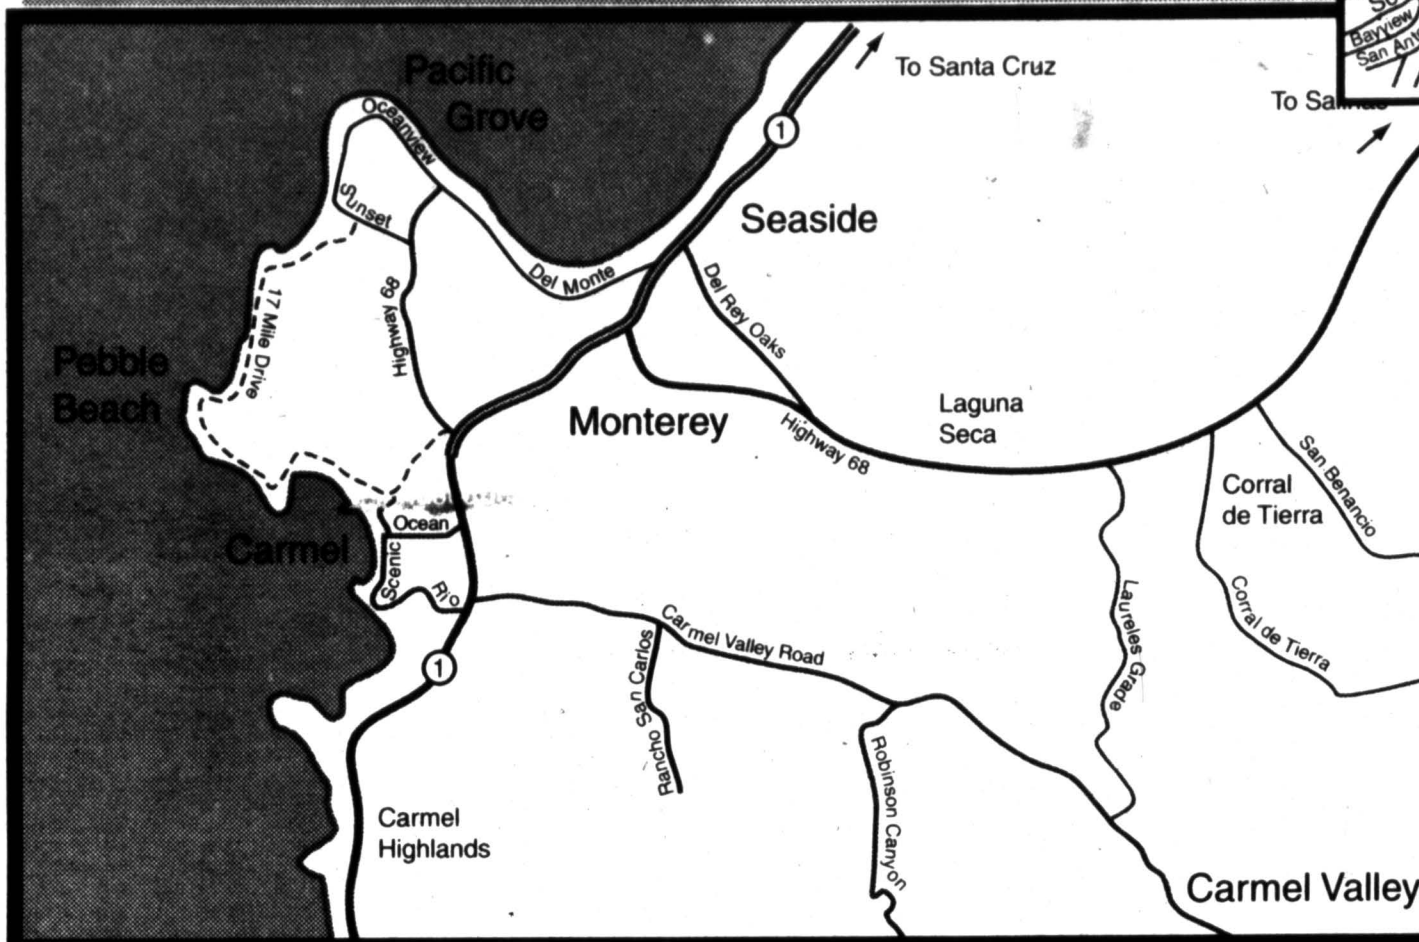 Bayview
To Santa Cruz
To Salinas
Pacific
Grove
Oceanview
1
Seaside
Sunset
Del Monte
Del Rey Oaks
17 Mile Drive
Highway 68
Pebble
Beach
Monterey
Highway 68
Laguna
Seca
San Benancio
Corral
de Tierra
Ocean
Carmel
Scenic
Rio
Laureles Grade
Corral de Tierra
Carmel Valley Road
Rancho San Carlos
1
Robinson Canyon
Carmel
Highlands
Carmel Valley